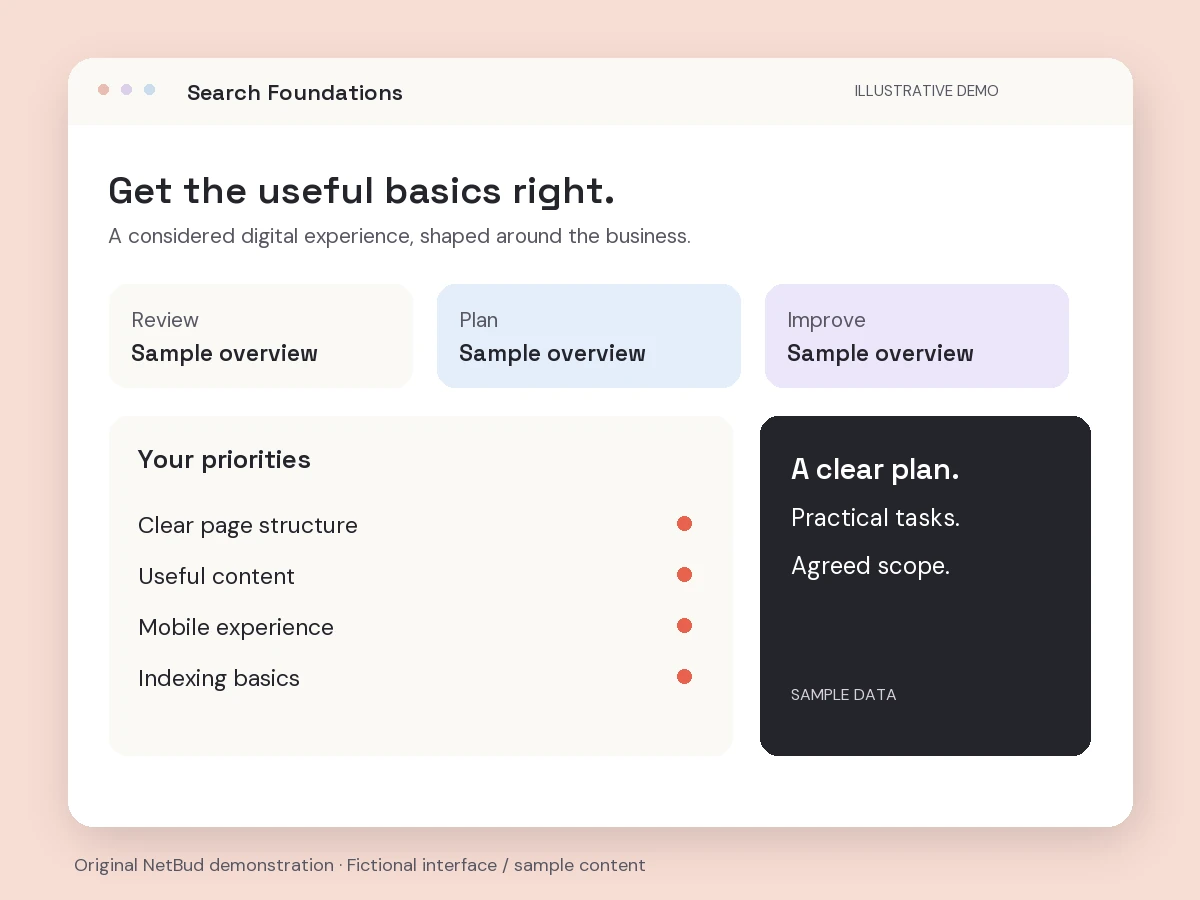 Search Foundations
ILLUSTRATIVE DEMO
Get the useful basics right.
A considered digital experience, shaped around the business.
Review
Sample overview
Plan
Sample overview
Improve
Sample overview
Your priorities
Clear page structure
Useful content
Mobile experience
Indexing basics
A clear plan.
Practical tasks.
Agreed scope.
SAMPLE DATA
Original NetBud demonstration · Fictional interface / sample content